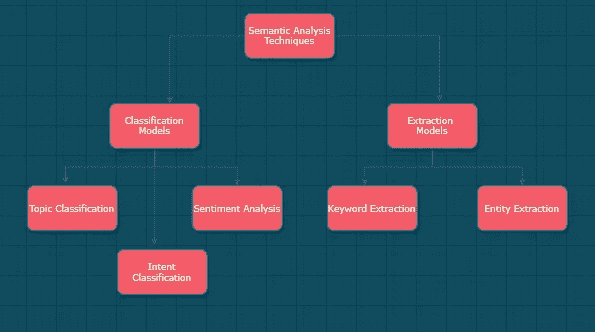 Semantic Analysis
Techniques
Classification
Models
Extraction
Models
Topic Classification
Sentiment Analysis
Keyword Extraction
Entity Extraction
Intent
Classification